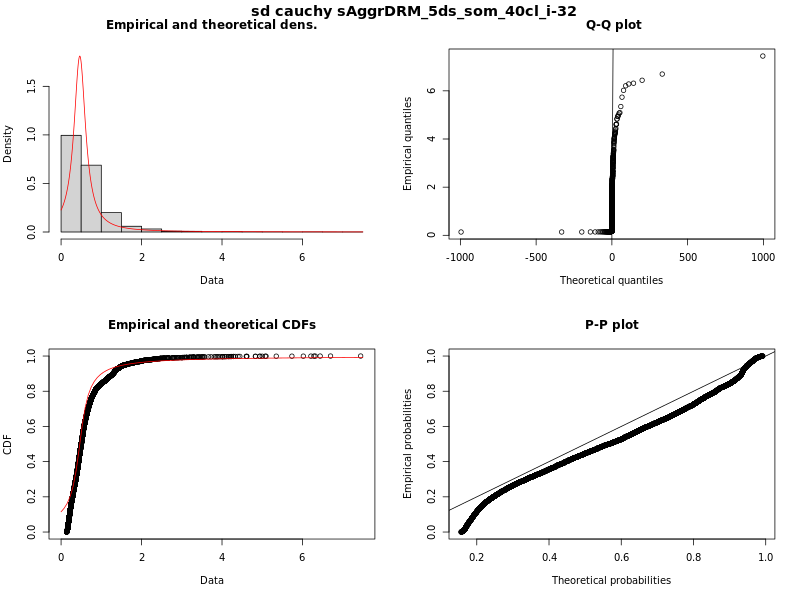 sd cauchy sAggrDRM_5ds_som_40cl_i-32
Empirical and theoretical dens.
Density
0.0 0.5 1.0 1.5
0 2 4 6
Data
Q-Q plot
Empirical quantiles
0 2 4 6
-1000 -500 0 500 1000
Theoretical quantiles
Empirical and theoretical CDFs
CDF
0.0 0.2 0.4 0.6 0.8 1.0
0 2 4 6
Data
P-P plot
Empirical probabilities
0.0 0.2 0.4 0.6 0.8 1.0
0.2 0.4 0.6 0.8 1.0
Theoretical probabilities